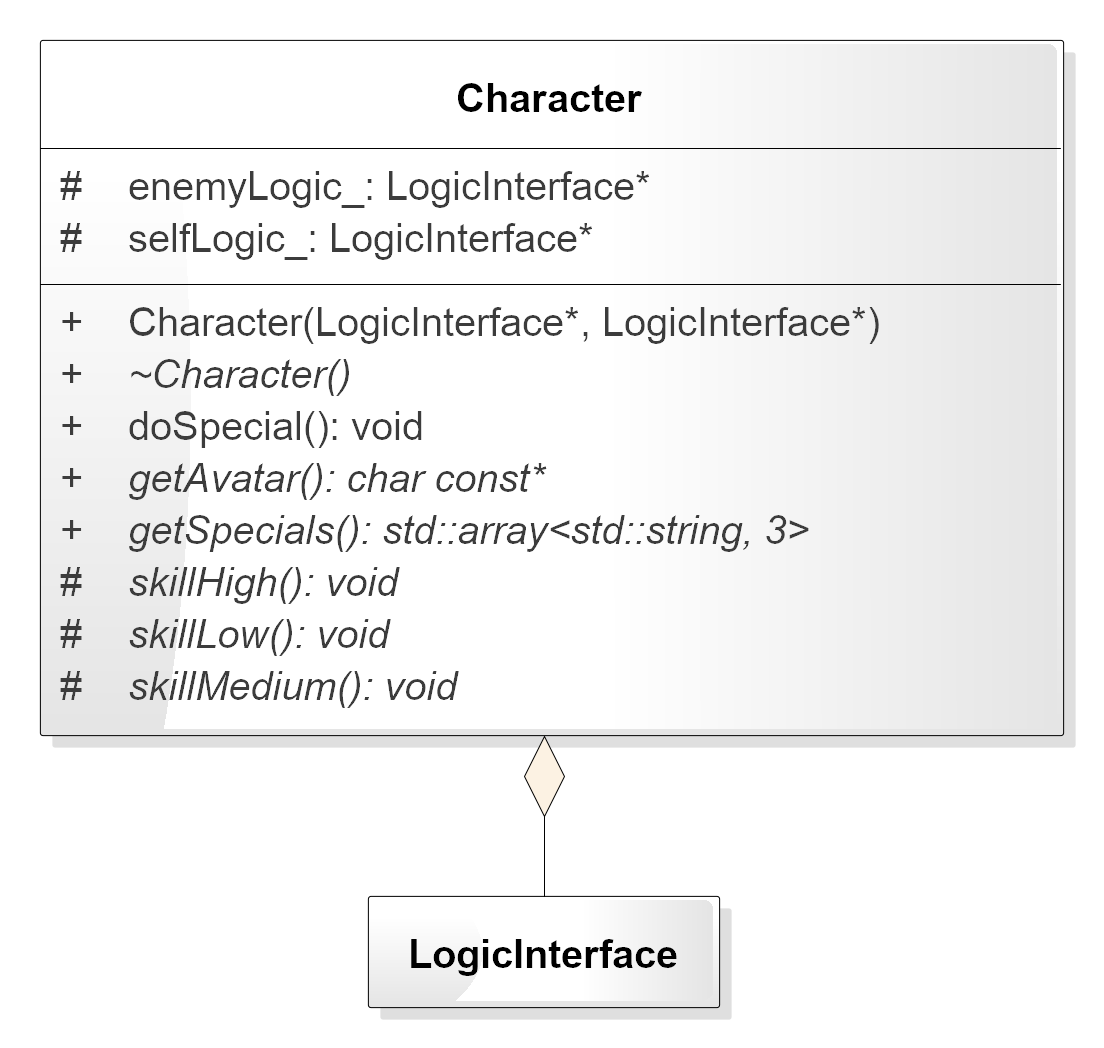 Character
# enemyLogic_: LogicInterface*
# selfLogic_: LogicInterface*
+ Character(LogicInterface*, LogicInterface*)
+ ~Character()
+ doSpecial(): void
+ getAvatar(): char const*
+ getSpecials(): std::array<std::string, 3>
# skillHigh(): void
# skillLow(): void
# skillMedium(): void
LogicInterface